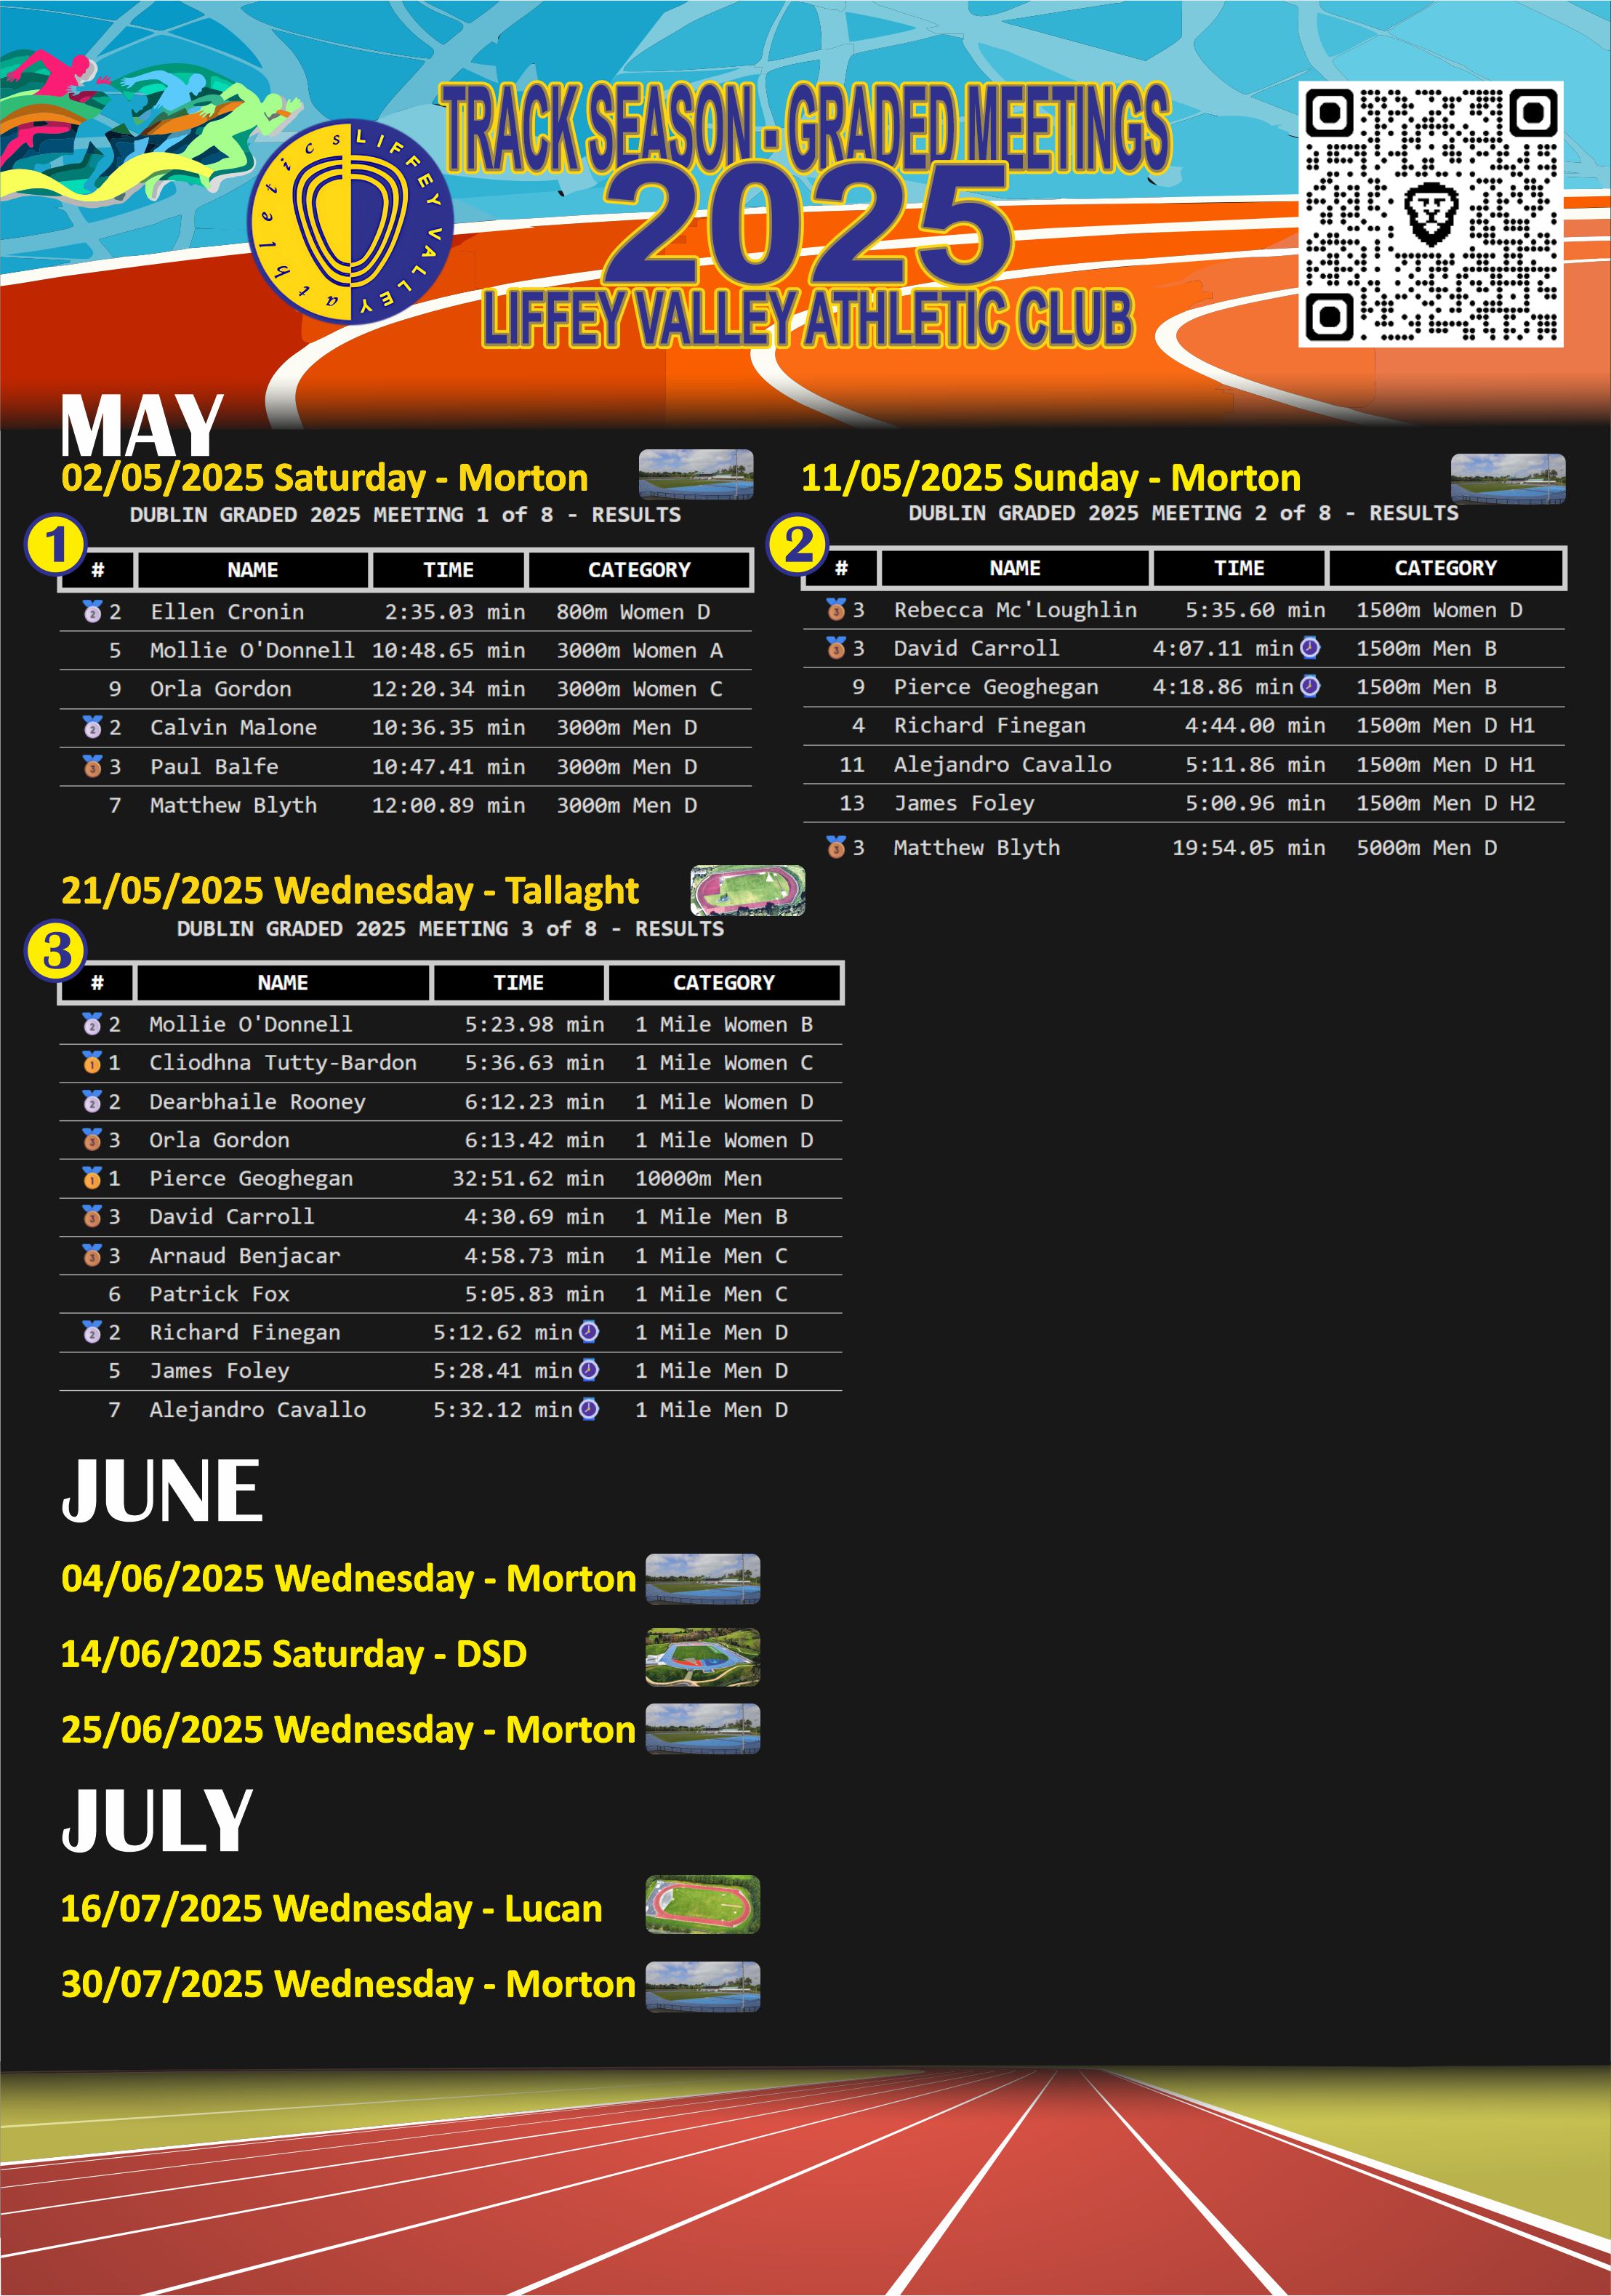 TRACK SEASON - GRADED MEETINGS
2025
LIFFEY VALLEY ATHLETIC CLUB
LIFFEY VALLEY
athletics
MAY
02/05/2025 Saturday - Morton
DUBLIN GRADED 2025 MEETING 1 of 8 - RESULTS
1
# NAME TIME CATEGORY
2 Ellen Cronin 2:35.03 min 800m Women D
5 Mollie O'Donnell 10:48.65 min 3000m Women A
9 Orla Gordon 12:20.34 min 3000m Women C
2 Calvin Malone 10:36.35 min 3000m Men D
3 Paul Balfe 10:47.41 min 3000m Men D
7 Matthew Blyth 12:00.89 min 3000m Men D
11/05/2025 Sunday - Morton
DUBLIN GRADED 2025 MEETING 2 of 8 - RESULTS
2
# NAME TIME CATEGORY
3 Rebecca Mc'Loughlin 5:35.60 min 1500m Women D
3 David Carroll 4:07.11 min 1500m Men B
9 Pierce Geoghegan 4:18.86 min 1500m Men B
4 Richard Finegan 4:44.00 min 1500m Men D H1
11 Alejandro Cavallo 5:11.86 min 1500m Men D H1
13 James Foley 5:00.96 min 1500m Men D H2
3 Matthew Blyth 19:54.05 min 5000m Men D
21/05/2025 Wednesday - Tallaght
DUBLIN GRADED 2025 MEETING 3 of 8 - RESULTS
3
# NAME TIME CATEGORY
2 Mollie O'Donnell 5:23.98 min 1 Mile Women B
1 Cliodhna Tutty-Bardon 5:36.63 min 1 Mile Women C
2 Dearbhaile Rooney 6:12.23 min 1 Mile Women D
3 Orla Gordon 6:13.42 min 1 Mile Women D
1 Pierce Geoghegan 32:51.62 min 10000m Men
3 David Carroll 4:30.69 min 1 Mile Men B
3 Arnaud Benjacar 4:58.73 min 1 Mile Men C
6 Patrick Fox 5:05.83 min 1 Mile Men C
2 Richard Finegan 5:12.62 min 1 Mile Men D
5 James Foley 5:28.41 min 1 Mile Men D
7 Alejandro Cavallo 5:32.12 min 1 Mile Men D
JUNE
04/06/2025 Wednesday - Morton
14/06/2025 Saturday - DSD
25/06/2025 Wednesday - Morton
JULY
16/07/2025 Wednesday - Lucan
30/07/2025 Wednesday - Morton